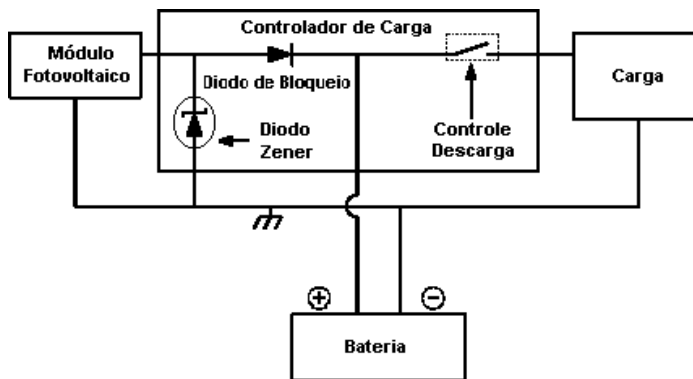 Controlador de Carga
Módulo
Fotovoltaico
Diodo de Bloqueio
Carga
Diodo
Zener
Controle
Descarga
+
−
Bateria